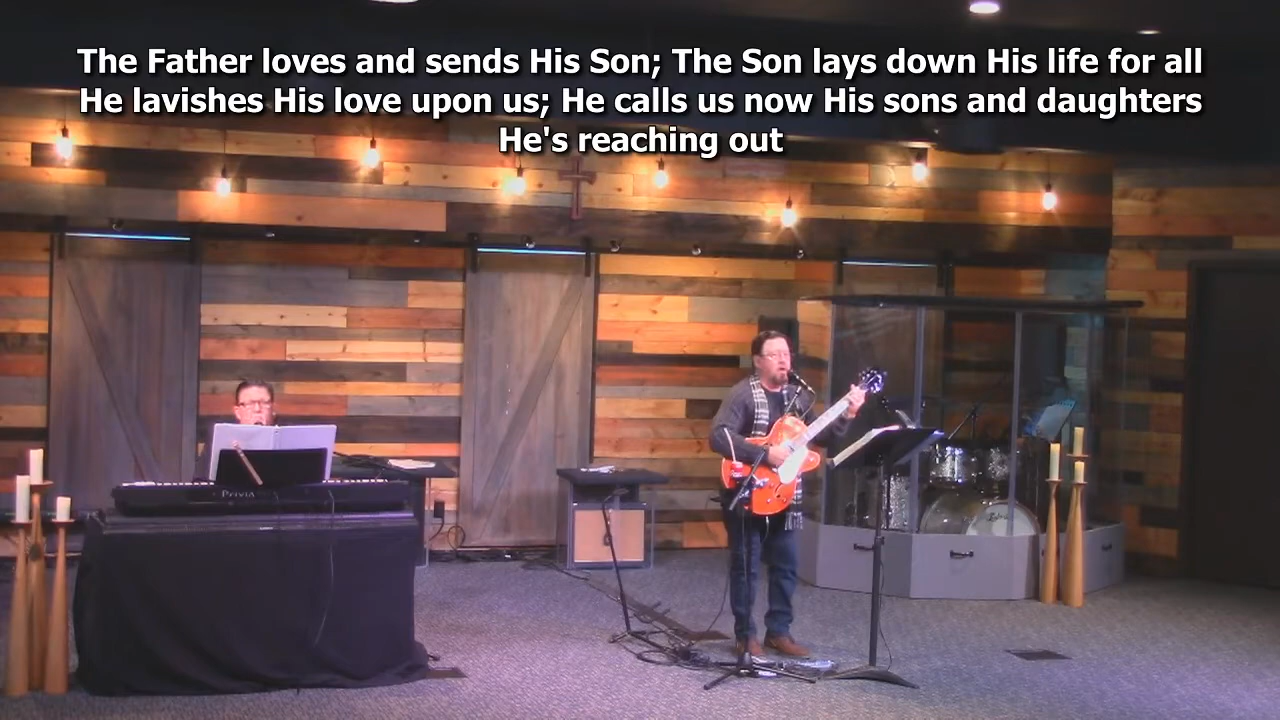 The Father loves and sends His Son; The Son lays down His life for all
He lavishes His love upon us; He calls us now His sons and daughters
He's reaching out
PRIVIA